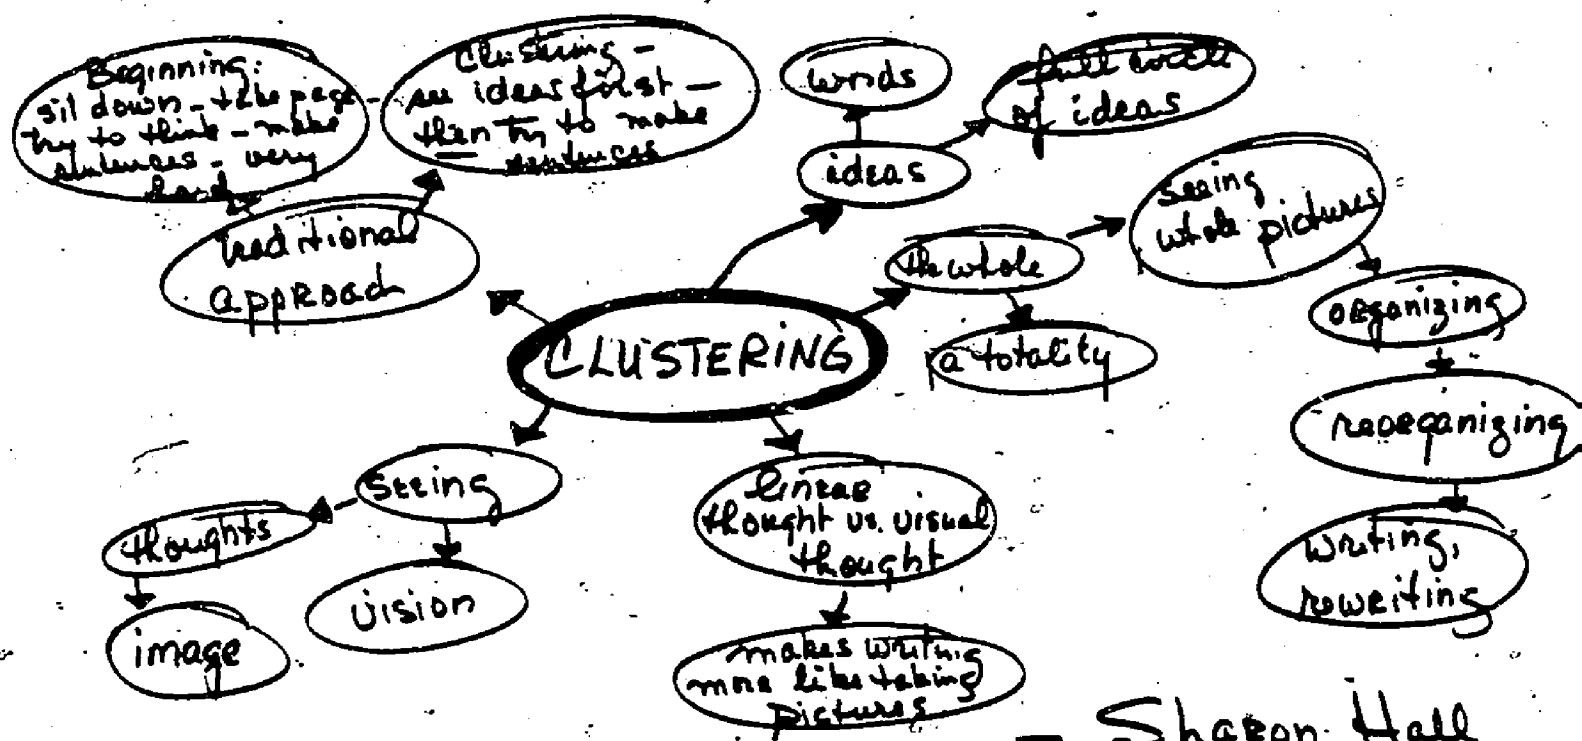 Beginning:
sit down - take page -
try to think - make
sentences - very
hard
Clustering -
see ideas first -
then try to make
sentences
words
full circle
of ideas
ideas
traditional
approach
seeing
whole pictures
the whole
organizing
CLUSTERING
a totality
reorganizing
seeing
linear
thought vs. visual
thought
thoughts
writing,
rewriting
vision
image
makes writing
more like taking
pictures
- Sharon Hall